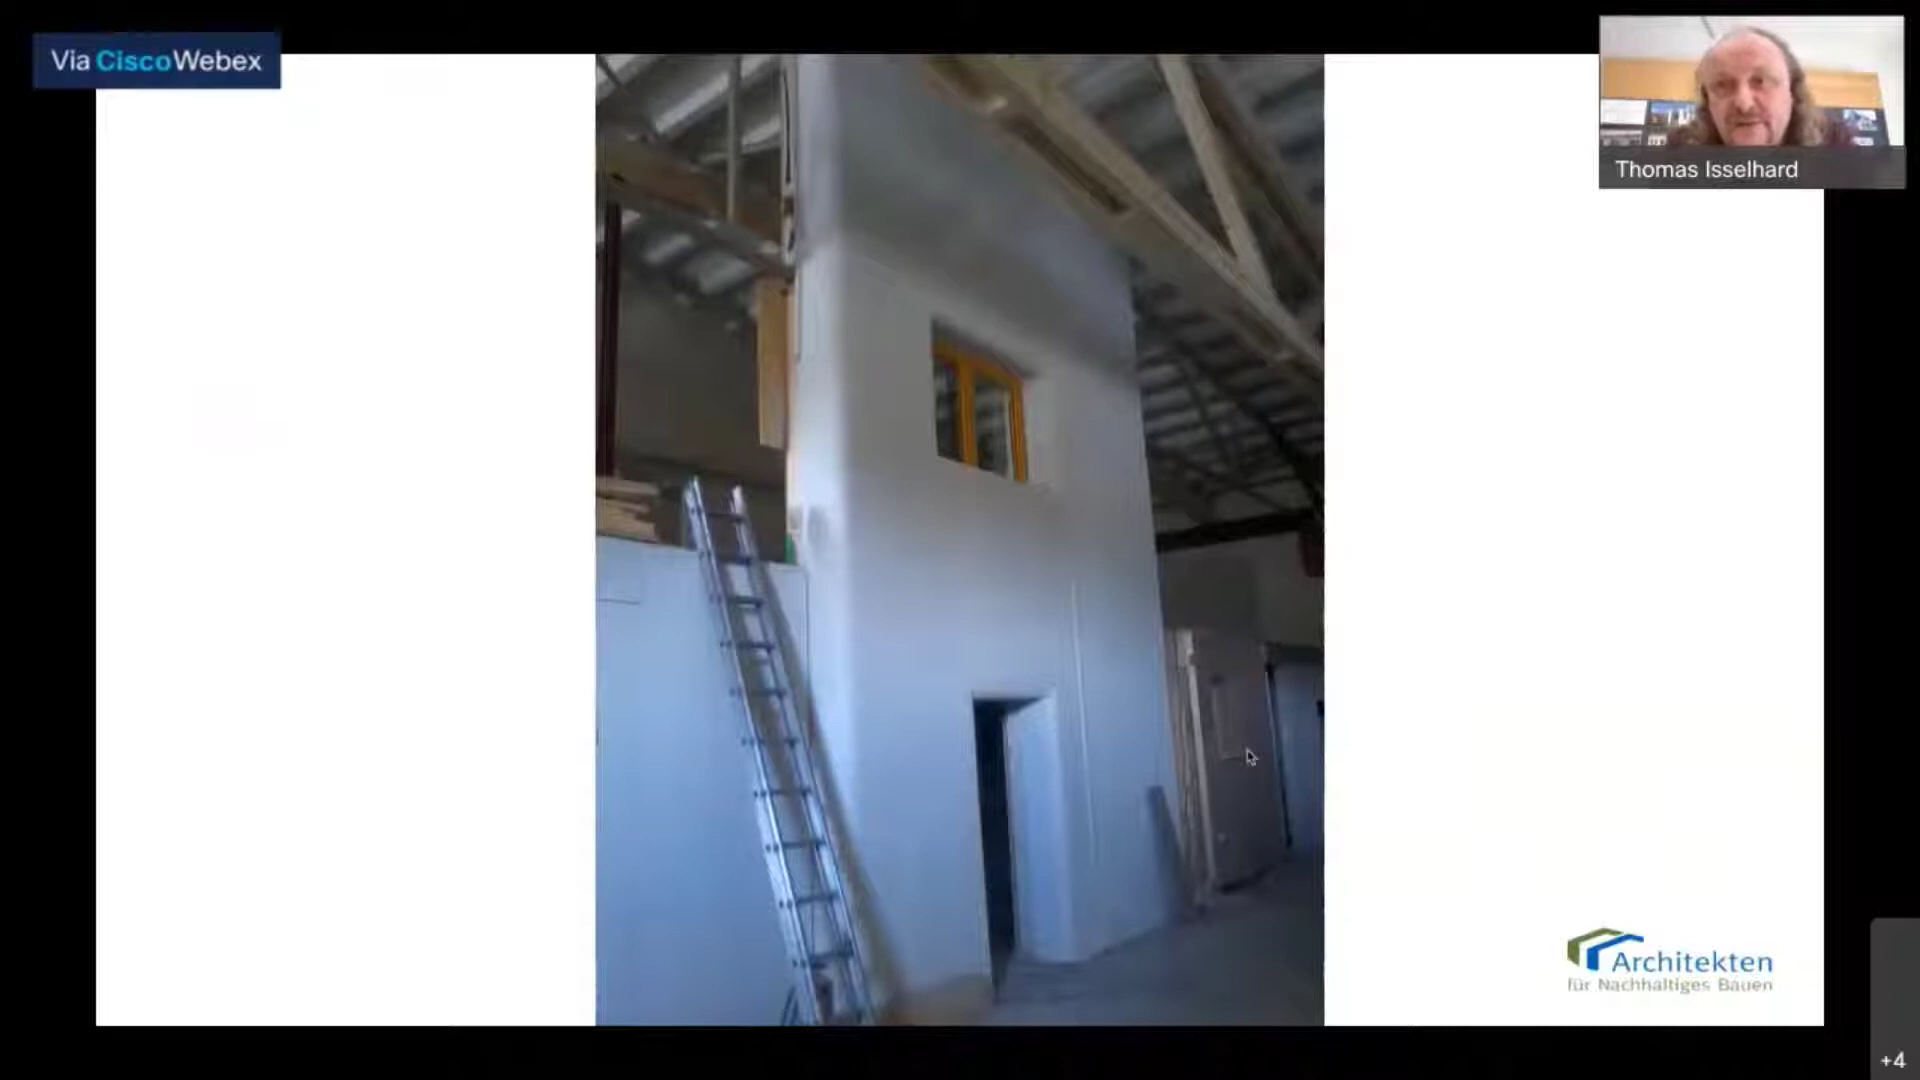 Via CiscoWebex
Thomas Isselhard
Architekten
für Nachhaltiges Bauen
+4